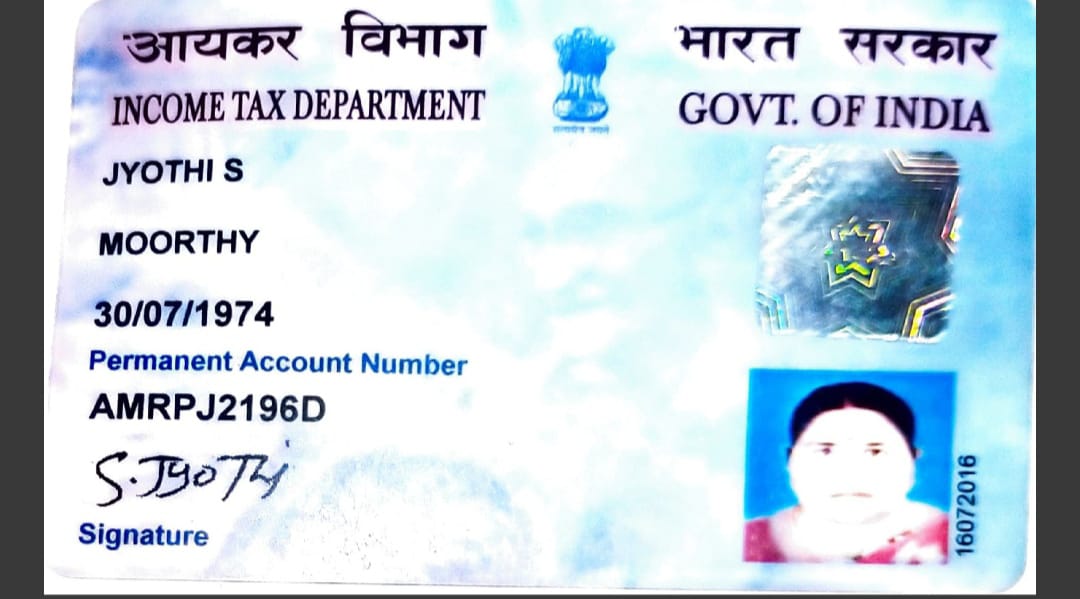 आयकर विभाग
INCOME TAX DEPARTMENT
भारत सरकार
GOVT. OF INDIA
सत्यमेव जयते
JYOTHI S
MOORTHY
30/07/1974
Permanent Account Number
AMRPJ2196D
S.JYOTHI
Signature
16072016